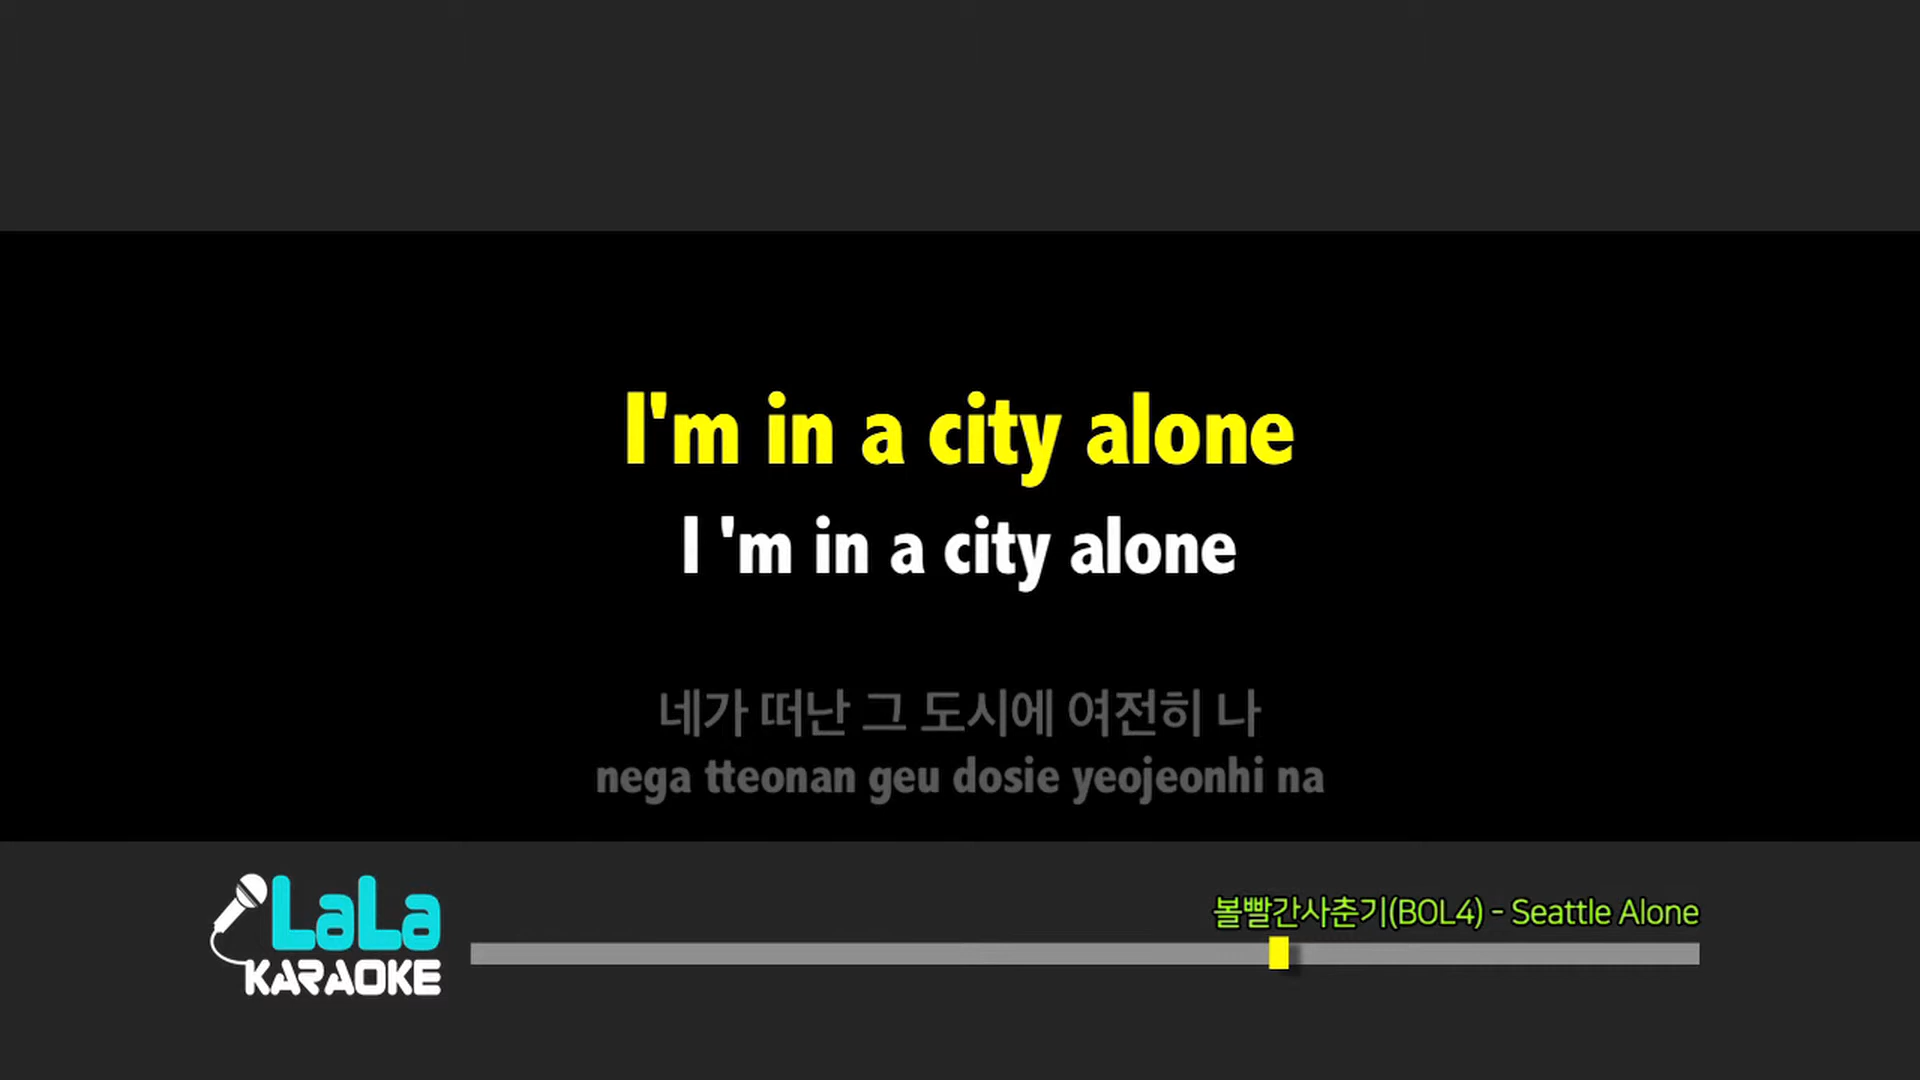 I'm in a city alone
I 'm in a city alone
네가 떠난 그 도시에 여전히 나
nega tteonan geu dosie yeojeonhi na
LaLa
KARAOKE
볼빨간사춘기(BOL4) - Seattle Alone